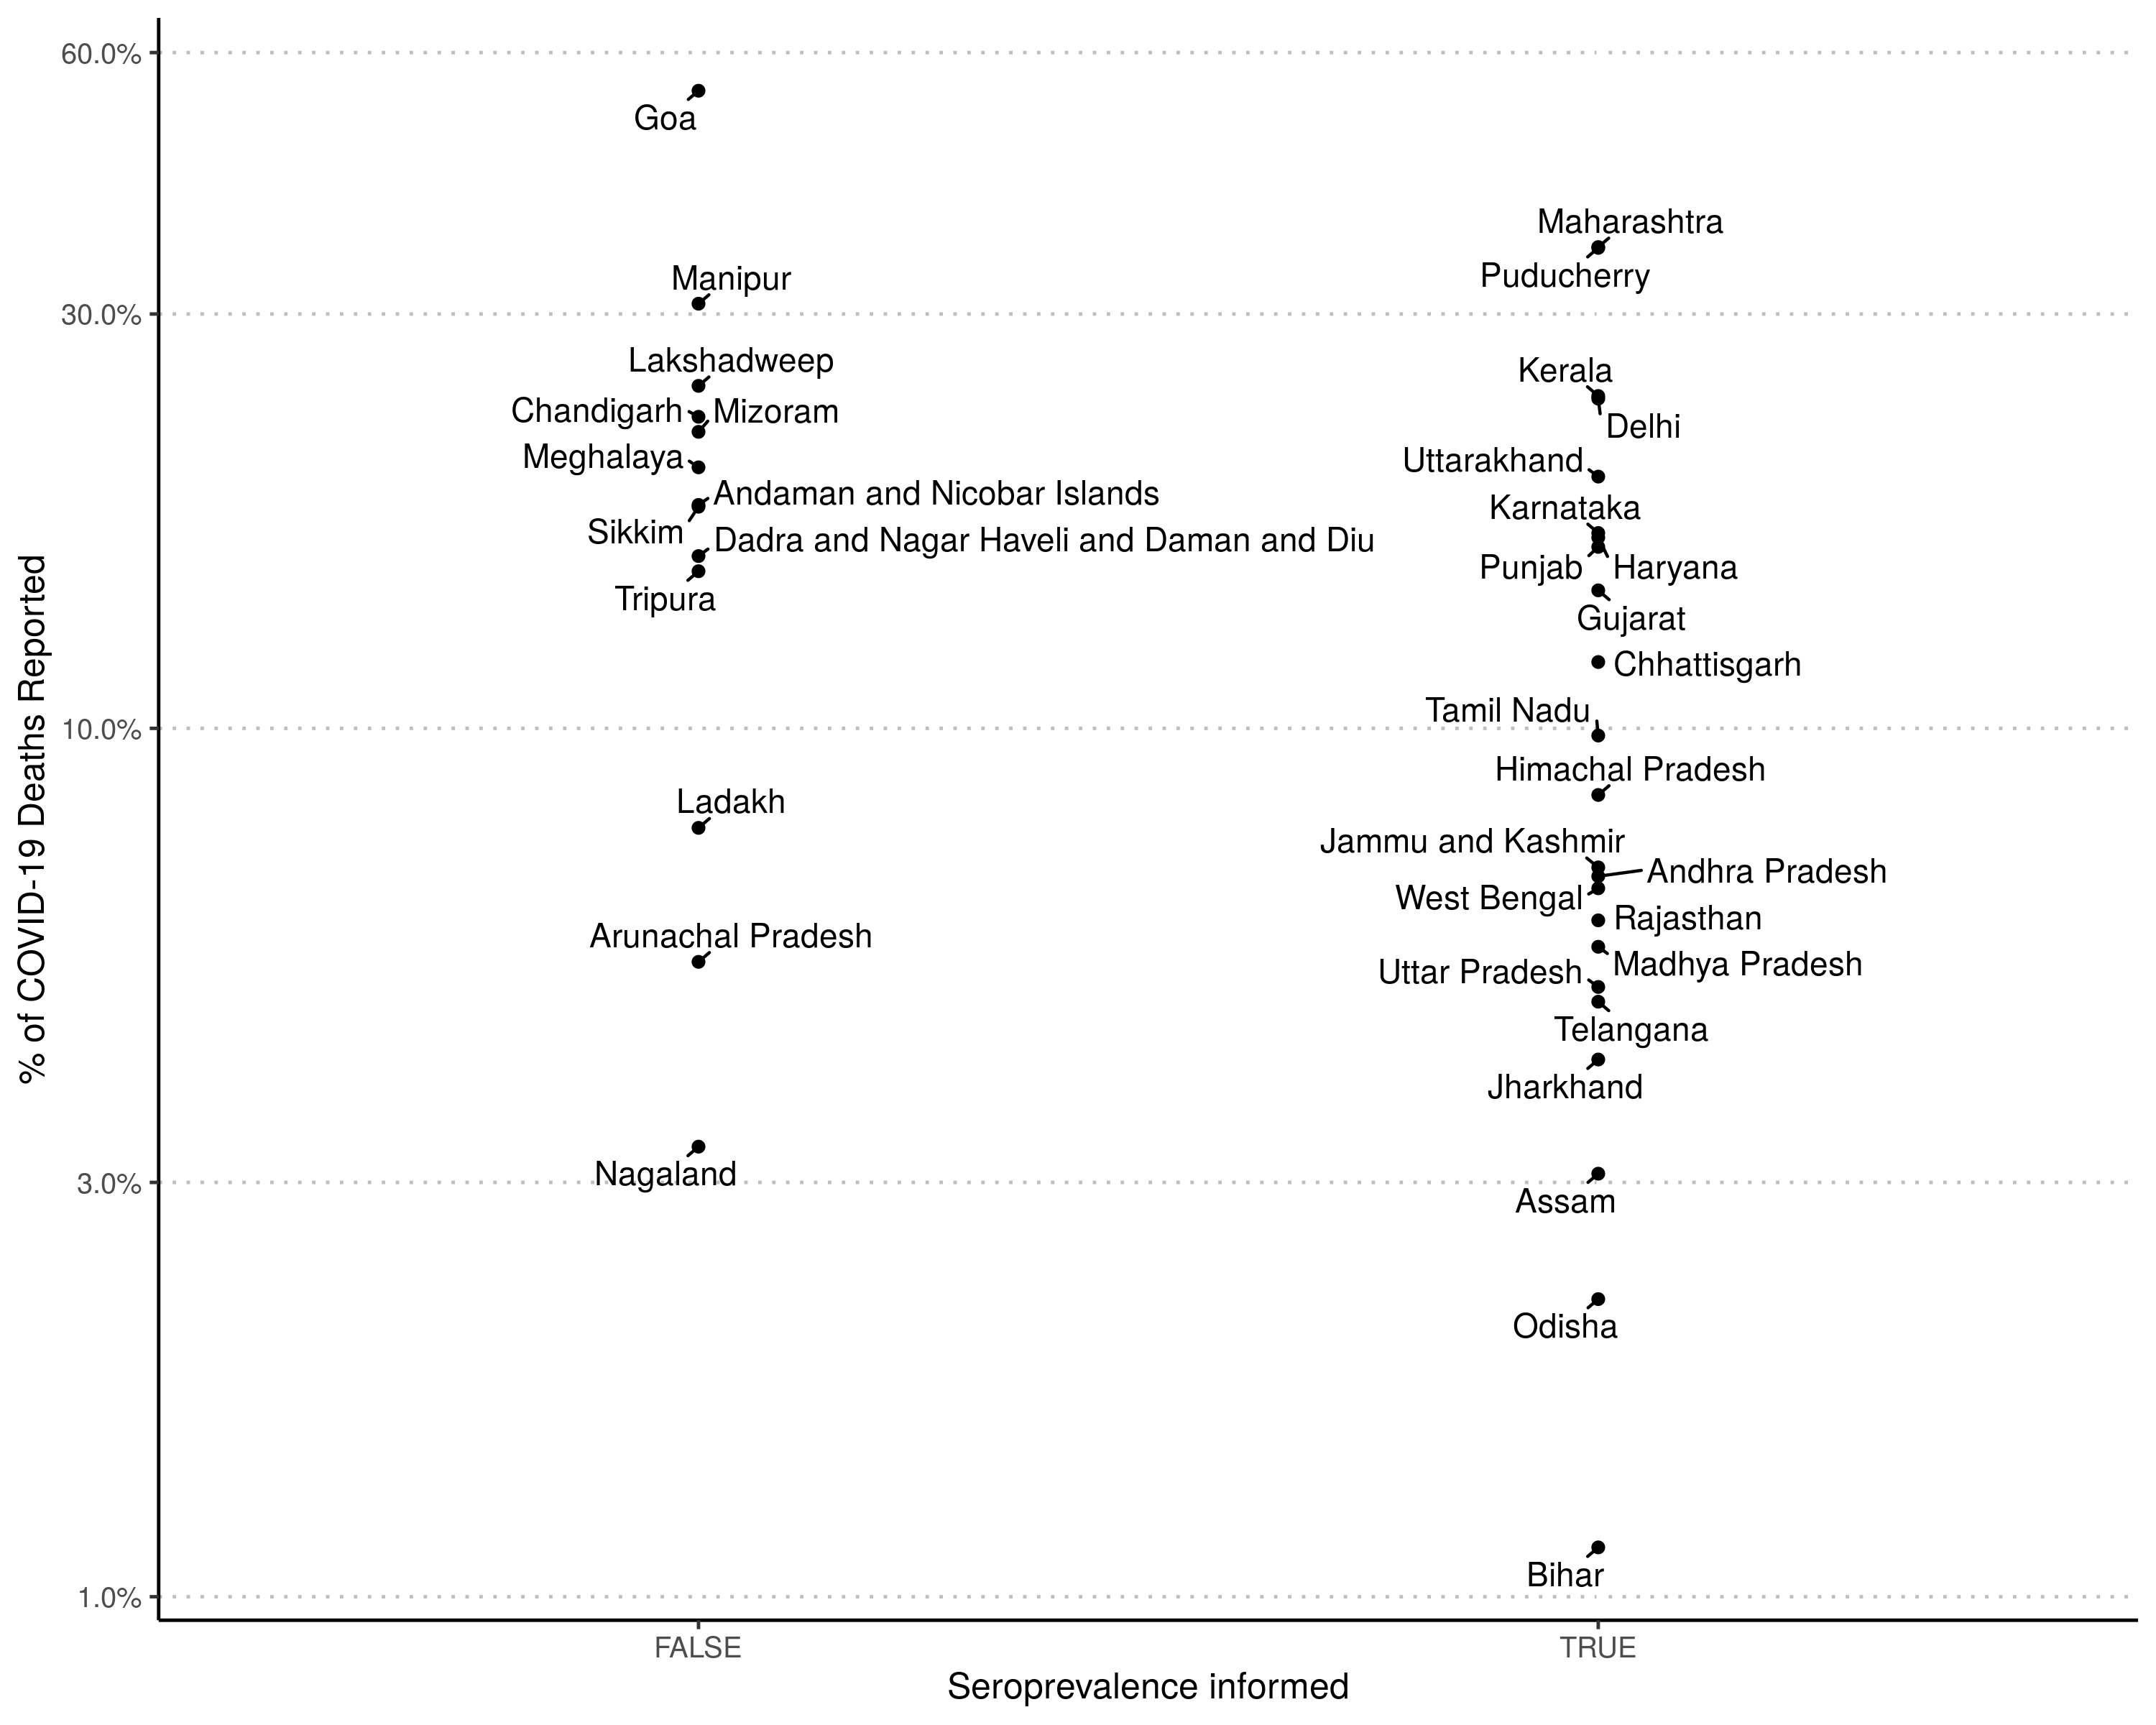 60.0%
Goa
Maharashtra
Manipur
Puducherry
30.0%
Lakshadweep
Kerala
Chandigarh
Mizoram
Delhi
Meghalaya
Uttarakhand
Andaman and Nicobar Islands
Karnataka
Sikkim
Dadra and Nagar Haveli and Daman and Diu
Punjab
Haryana
Tripura
Gujarat
Chhattisgarh
Tamil Nadu
10.0%
Himachal Pradesh
Ladakh
Jammu and Kashmir
Andhra Pradesh
West Bengal
Rajasthan
Arunachal Pradesh
Madhya Pradesh
Uttar Pradesh
Telangana
Jharkhand
Nagaland
3.0%
Assam
Odisha
Bihar
1.0%
% of COVID-19 Deaths Reported
FALSE
TRUE
Seroprevalence informed